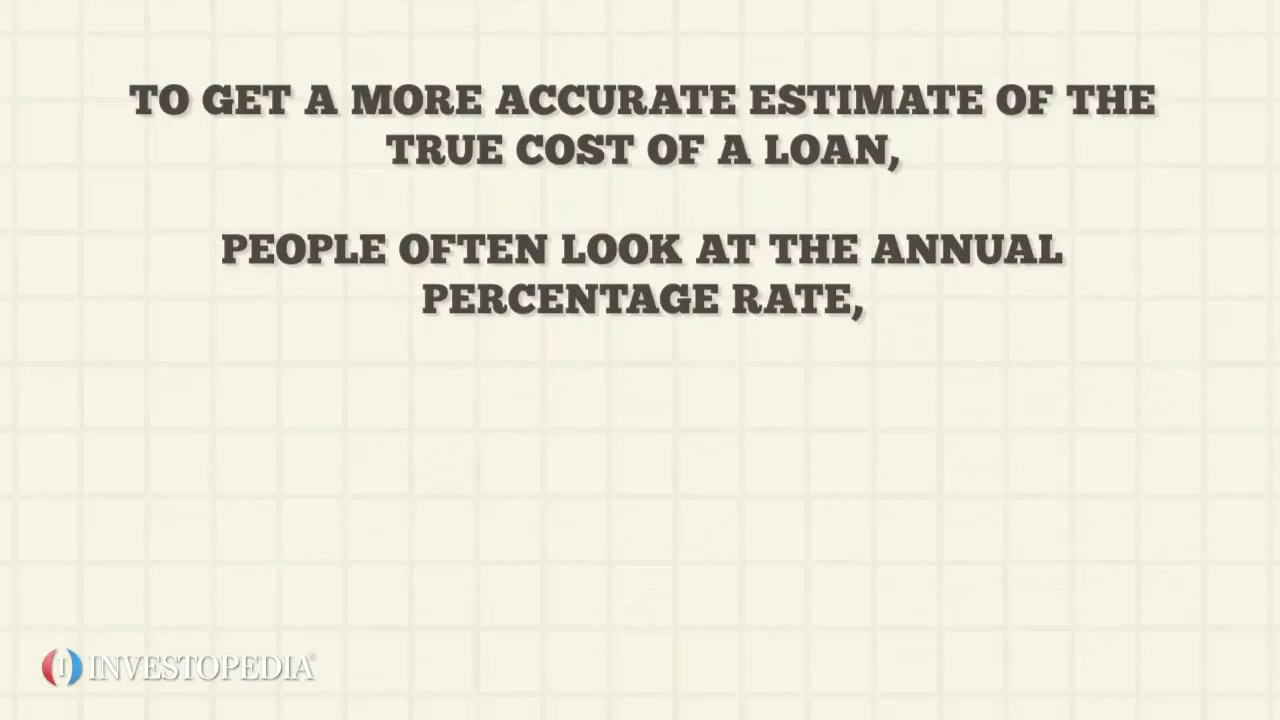 TO GET A MORE ACCURATE ESTIMATE OF THE
TRUE COST OF A LOAN,
PEOPLE OFTEN LOOK AT THE ANNUAL
PERCENTAGE RATE,
INVESTOPEDIA